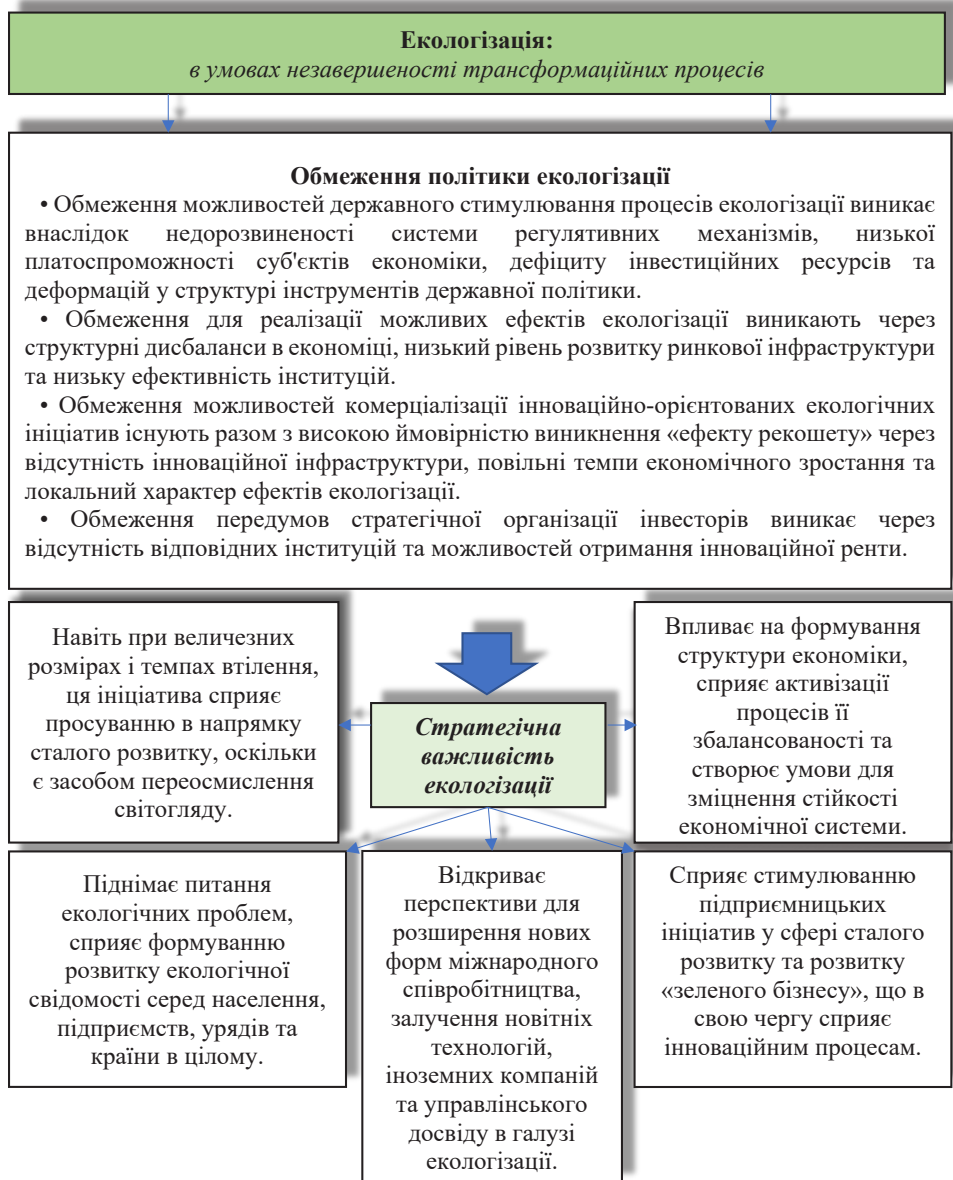 Екологізація:
в умовах незавершеності трансформаційних процесів
Обмеження політики екологізації
• Обмеження можливостей державного стимулювання процесів екологізації виникає
внаслідок недорозвиненості системи регулятивних механізмів, низької
платоспроможності суб'єктів економіки, дефіциту інвестиційних ресурсів та
деформацій у структурі інструментів державної політики.
• Обмеження для реалізації можливих ефектів екологізації виникають через
структурні дисбаланси в економіці, низький рівень розвитку ринкової інфраструктури
та низьку ефективність інституцій.
• Обмеження можливостей комерціалізації інноваційно-орієнтованих екологічних
ініціатив існують разом з високою ймовірністю виникнення «ефекту рекошету» через
відсутність інноваційної інфраструктури, повільні темпи економічного зростання та
локальний характер ефектів екологізації.
• Обмеження передумов стратегічної організації інвесторів виникає через
відсутність відповідних інституцій та можливостей отримання інноваційної ренти.
Навіть при величезних
розмірах і темпах втілення,
ця ініціатива сприяє
просуванню в напрямку
сталого розвитку, оскільки
є засобом переосмислення
світогляду.
Стратегічна
важливість
екологізації
Впливає на формування
структури економіки,
сприяє активізації
процесів її
збалансованості та
створює умови для
зміцнення стійкості
економічної системи.
Піднімає питання
екологічних проблем,
сприяє формуванню
розвитку екологічної
свідомості серед населення,
підприємств, урядів та
країни в цілому.
Відкриває
перспективи для
розширення нових
форм міжнародного
співробітництва,
залучення новітніх
технологій,
іноземних компаній
та управлінського
досвіду в галузі
екологізації.
Сприяє стимулюванню
підприємницьких
ініціатив у сфері сталого
розвитку та розвитку
«зеленого бізнесу», що в
свою чергу сприяє
інноваційним процесам.